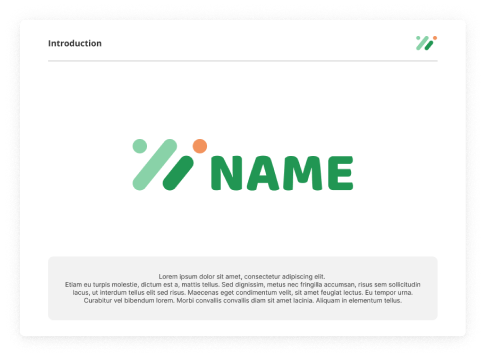 Introduction
NAME
Lorem ipsum dolor sit amet, consectetur adipiscing elit.
Etiam eu turpis molestie, dictum est a, mattis tellus. Sed dignissim, metus nec fringilla accumsan, risus sem sollicitudin
lacus, ut interdum tellus elit sed risus. Maecenas eget condimentum velit, sit amet feugiat lectus. Eu tempor urna.
Curabitur vel bibendum lorem. Morbi convallis convallis diam sit amet lacinia. Aliquam in elementum tellus.